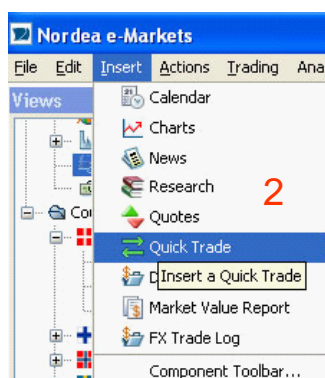 Nordea e-Markets
File Edit Insert Actions Trading Ana
Views
Calendar
Charts
News
Research
2
Quotes
Cou
Quick Trade
D
Insert a Quick Trade
Market Value Report
FX Trade Log
Component Toolbar...